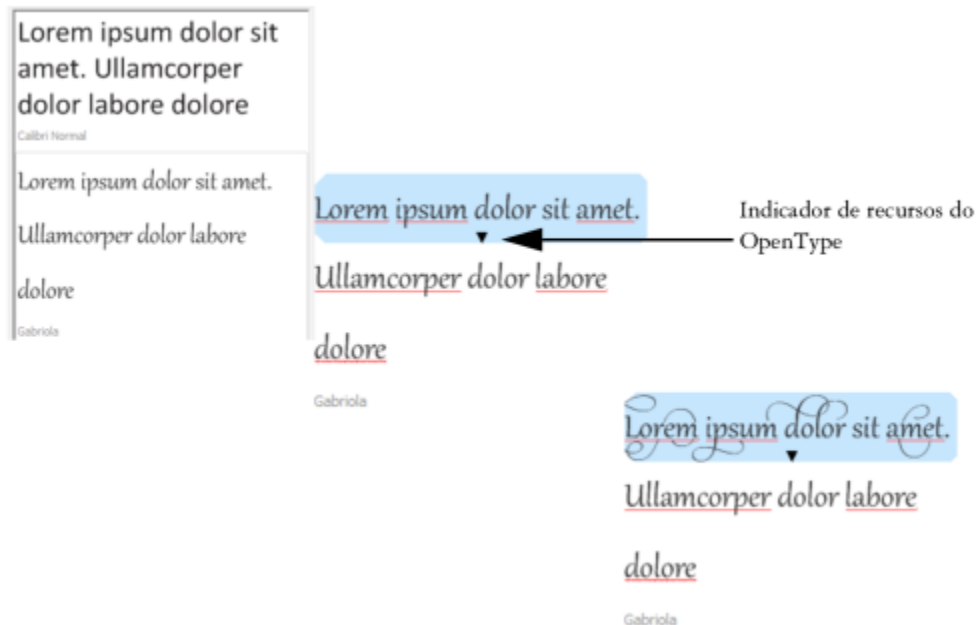 Lorem ipsum dolor sit
amet. Ullamcorper
dolor labore dolore
Calibri Normal
Lorem ipsum dolor sit amet.
Ullamcorper dolor labore
dolore
Gabriola
Lorem ipsum dolor sit amet.
Ullamcorper dolor labore
dolore
Gabriola
Indicador de recursos do
OpenType
Lorem ipsum dolor sit amet.
Ullamcorper dolor labore
dolore
Gabriola